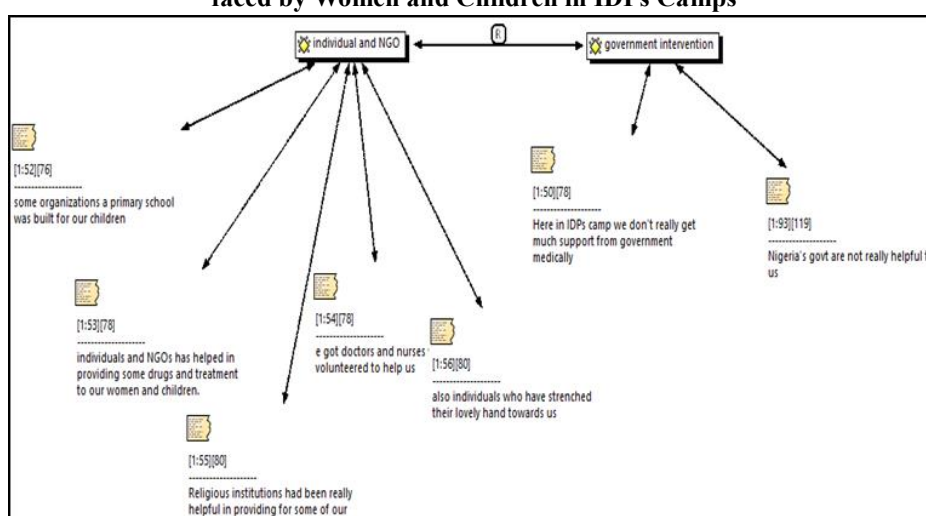 faced by Women and Children in IDPs Camps
individual and NGO
R
government intervention
[1:52][76]
--------------------
some organizations a primary school
was built for our children
[1:50][78]
--------------------
Here in IDPs camp we don't really get
much support from government
medically
[1:93][119]
--------------------
Nigeria's govt are not really helpful f
us
[1:53][78]
--------------------
individuals and NGOs has helped in
providing some drugs and treatment
to our women and children.
[1:54][78]
--------------------
e got doctors and nurses
volunteered to help us
[1:56][80]
--------------------
also individuals who have strenched
their lovely hand towards us
[1:55][80]
--------------------
Religious institutions had been really
helpful in providing for some of our